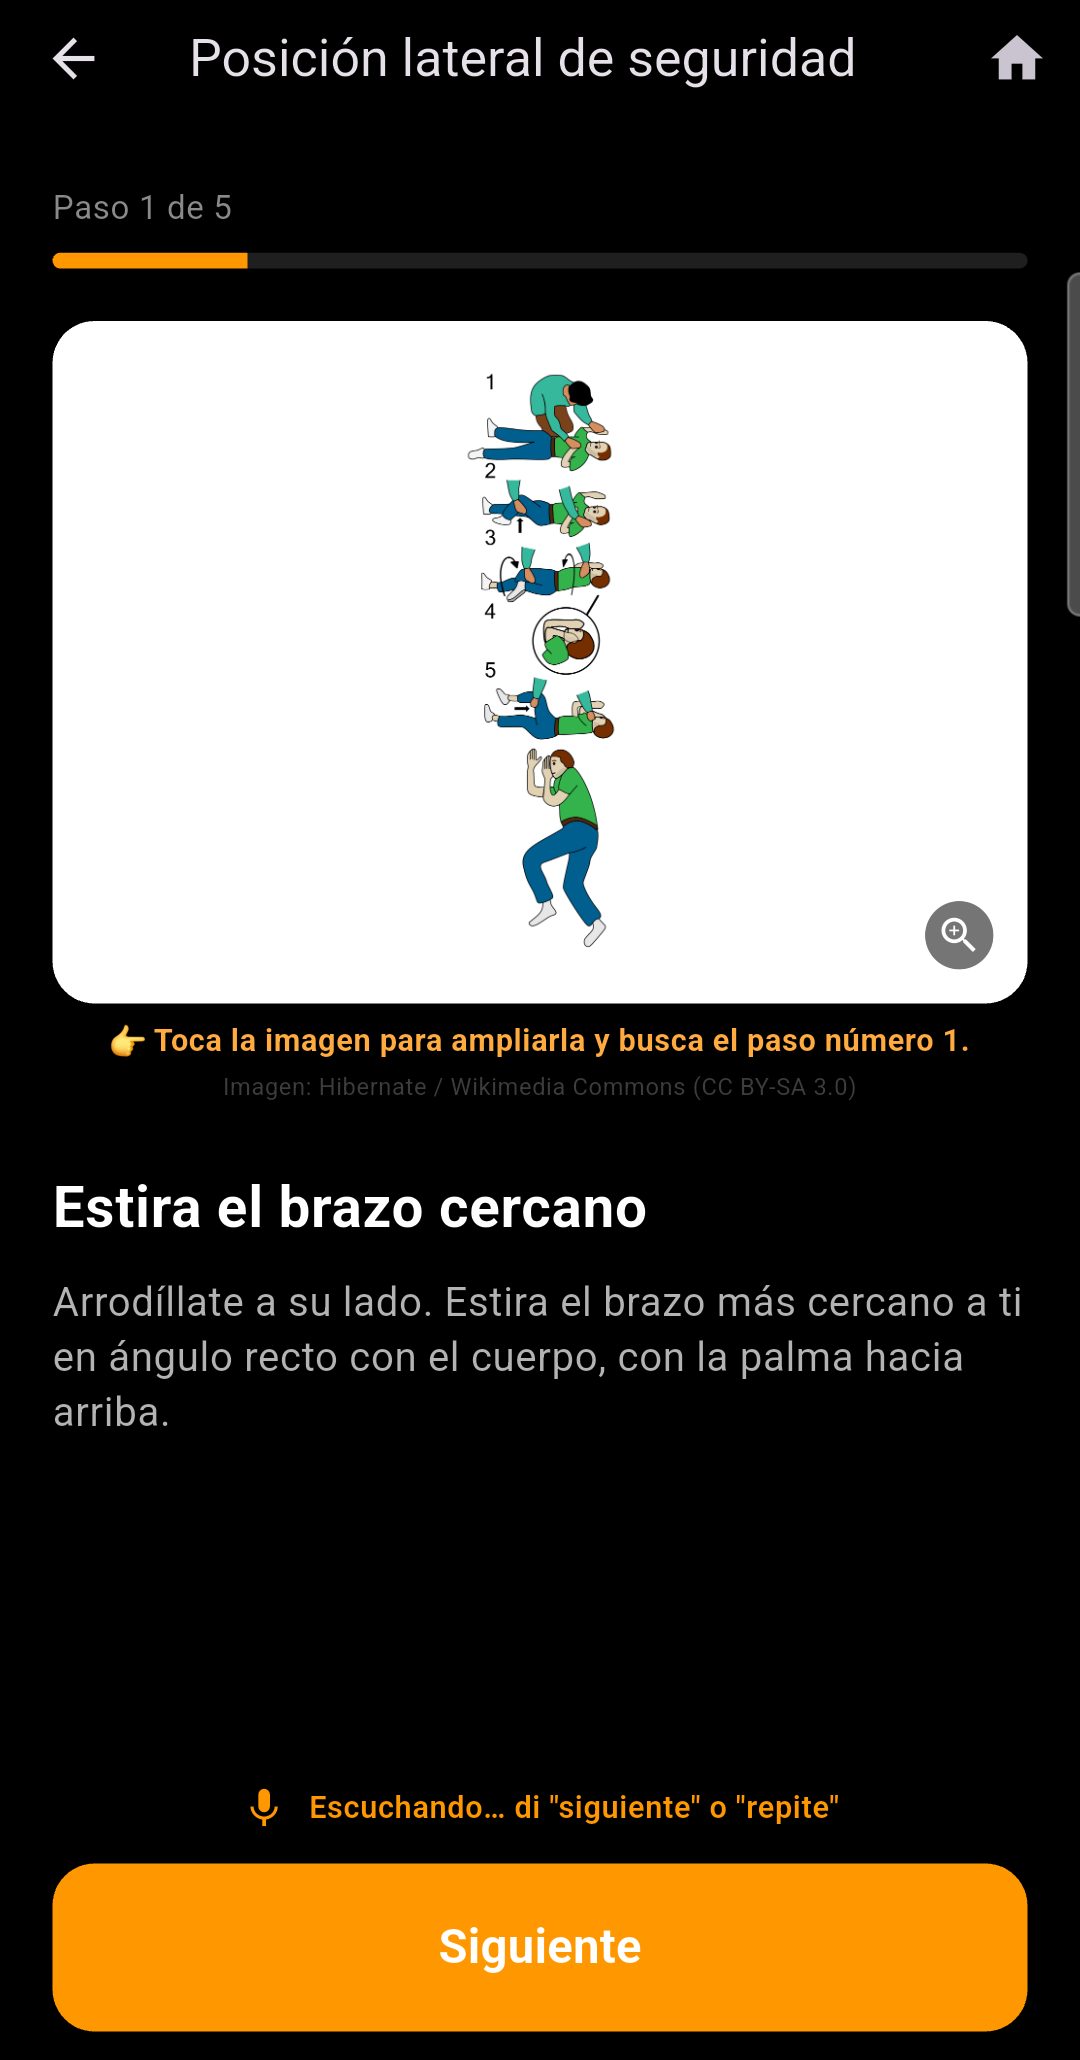 Posición lateral de seguridad
Paso 1 de 5
1
2
3
4
5
👉 Toca la imagen para ampliarla y busca el paso número 1.
Imagen: Hibernate / Wikimedia Commons (CC BY-SA 3.0)
Estira el brazo cercano
Arrodíllate a su lado. Estira el brazo más cercano a ti
en ángulo recto con el cuerpo, con la palma hacia
arriba.
Escuchando... di "siguiente" o "repite"
Siguiente